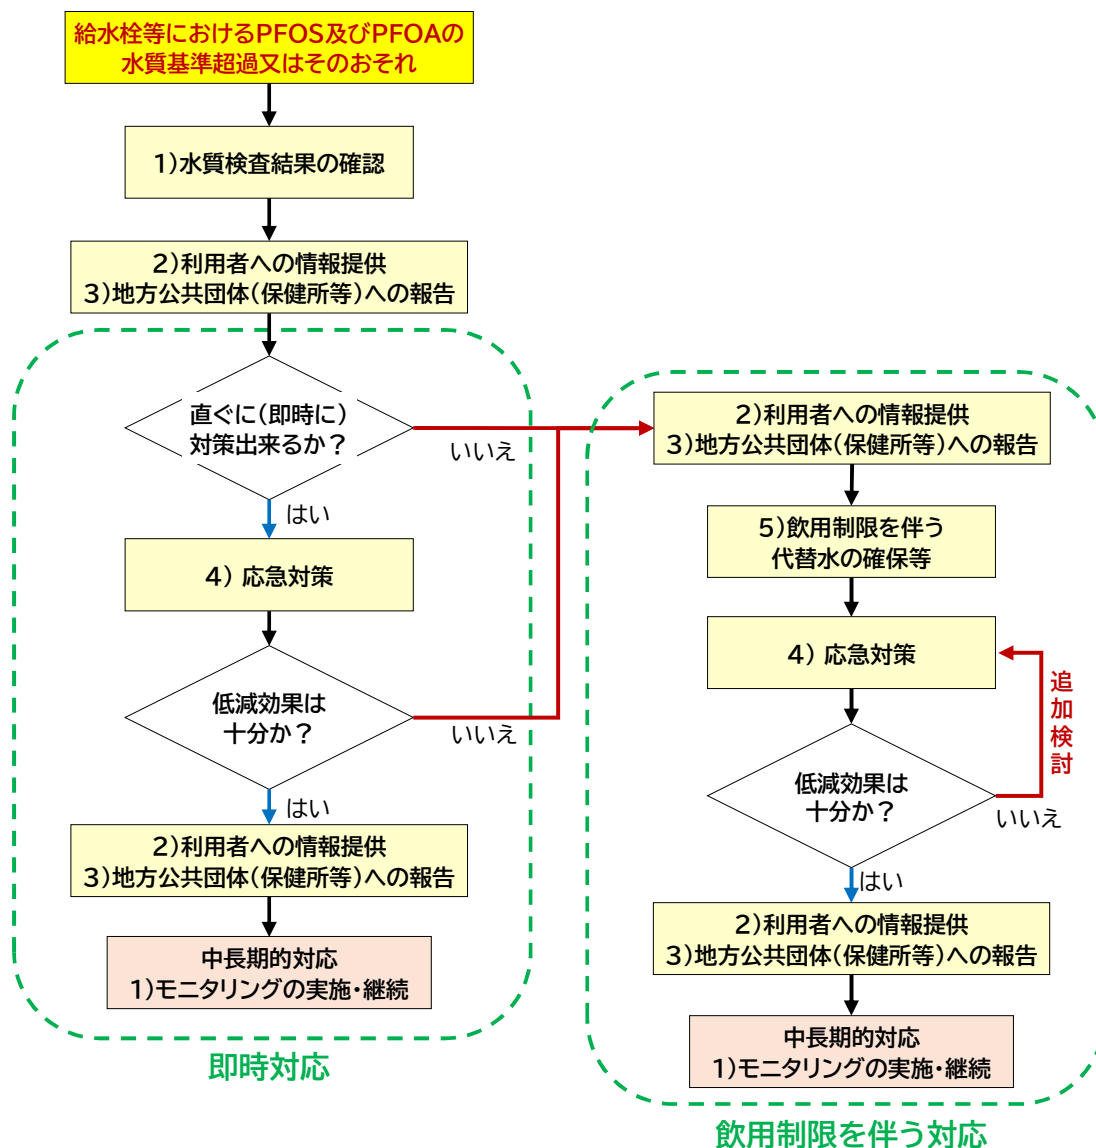 給水栓等におけるPFOS及びPFOAの
水質基準超過又はそのおそれ
1)水質検査結果の確認
2)利用者への情報提供
3)地方公共団体(保健所等)への報告
直ぐに(即時に)
対策出来るか？
いいえ
はい
4) 応急対策
低減効果は
十分か？
いいえ
はい
2)利用者への情報提供
3)地方公共団体(保健所等)への報告
中長期的対応
1)モニタリングの実施・継続
即時対応
2)利用者への情報提供
3)地方公共団体(保健所等)への報告
5)飲用制限を伴う
代替水の確保等
4) 応急対策
追加検討
低減効果は
十分か？
いいえ
はい
2)利用者への情報提供
3)地方公共団体(保健所等)への報告
中長期的対応
1)モニタリングの実施・継続
飲用制限を伴う対応